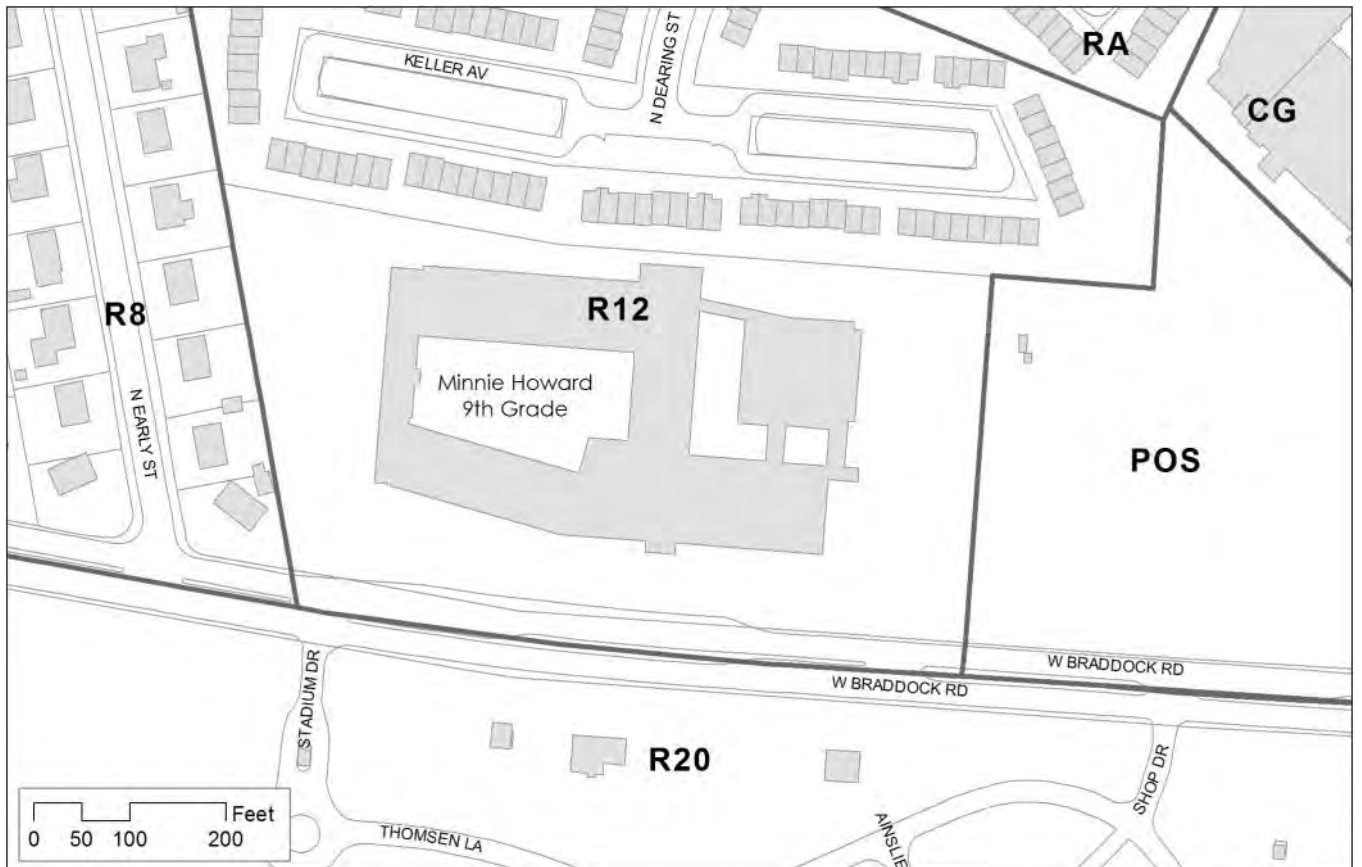 RA
KELLER AV
N DEARING ST
CG
R8
R12
Minnie Howard
9th Grade
N EARLY ST
POS
W BRADDOCK RD
W BRADDOCK RD
STADIUM DR
R20
SHOP DR
AINSLIE
THOMSEN LA
Feet
0 50 100 200